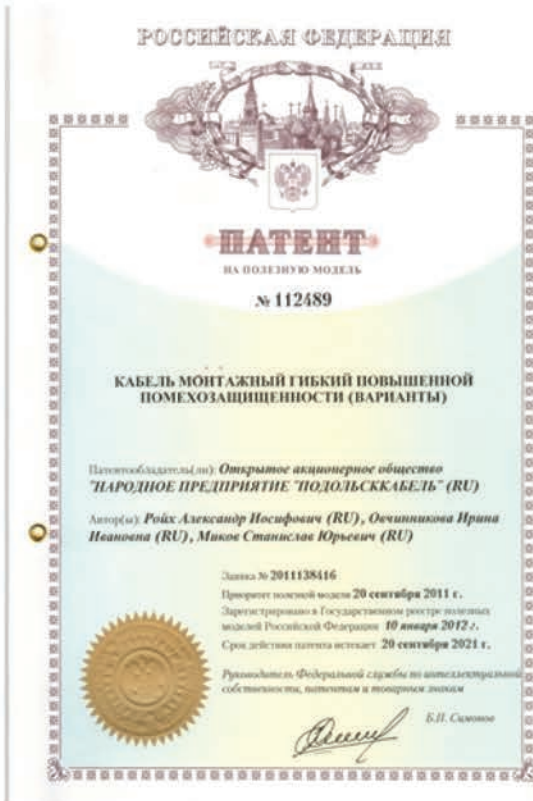 РОССИЙСКАЯ ФЕДЕРАЦИЯ
ПАТЕНТ
НА ПОЛЕЗНУЮ МОДЕЛЬ
№ 112489
КАБЕЛЬ МОНТАЖНЫЙ ГИБКИЙ ПОВЫШЕННОЙ
ПОМЕХОЗАЩИЩЕННОСТИ (ВАРИАНТЫ)
Патентообладатель(ли): Открытое акционерное общество
"НАРОДНОЕ ПРЕДПРИЯТИЕ "ПОДОЛЬСККАБЕЛЬ" (RU)
Автор(ы): Ройх Александр Иосифович (RU), Овчинникова Ирина
Ивановна (RU), Миков Станислав Юрьевич (RU)
Заявка № 2011138416
Приоритет полезной модели 20 сентября 2011 г.
Зарегистрировано в Государственном реестре полезных
моделей Российской Федерации 10 января 2012 г.
Срок действия патента истекает 20 сентября 2021 г.
Руководитель Федеральной службы по интеллектуальной
собственности, патентам и товарным знакам
Б.П. Симонов